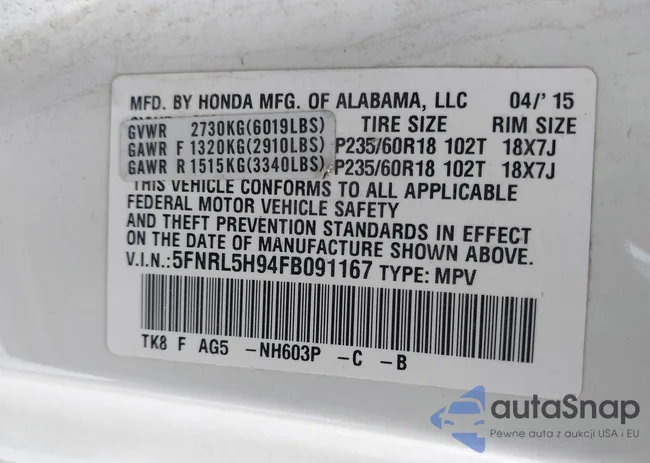 MFD. BY HONDA MFG. OF ALABAMA, LLC 04/' 15
GVWR 2730KG(6019LBS) TIRE SIZE RIM SIZE
GAWR F 1320KG(2910LBS) P235/60R18 102T 18X7J
GAWR R 1515KG(3340LBS) P235/60R18 102T 18X7J
THIS VEHICLE CONFORMS TO ALL APPLICABLE
FEDERAL MOTOR VEHICLE SAFETY
AND THEFT PREVENTION STANDARDS IN EFFECT
ON THE DATE OF MANUFACTURE SHOWN ABOVE.
V.I.N.:5FNRL5H94FB091167 TYPE: MPV
TK8 F AG5 -NH603P -C -B
autaSnap
Pewne auta z aukcji USA i EU